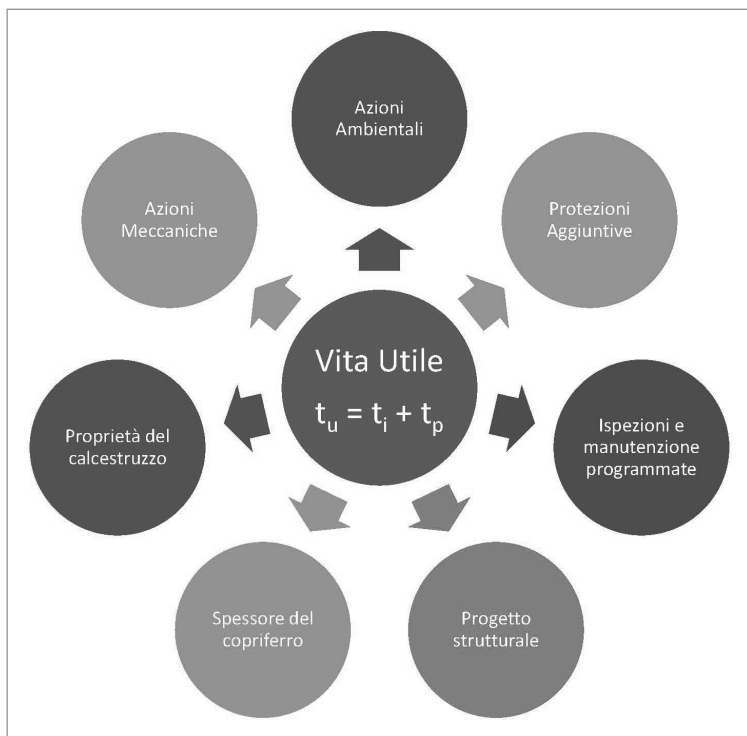 Azioni
Ambientali
Azioni
Meccaniche
Protezioni
Aggiuntive
Vita Utile
tu = ti + tp
Proprietà del
calcestruzzo
Ispezioni e
manutenzione
programmate
Spessore del
copriferro
Progetto
strutturale